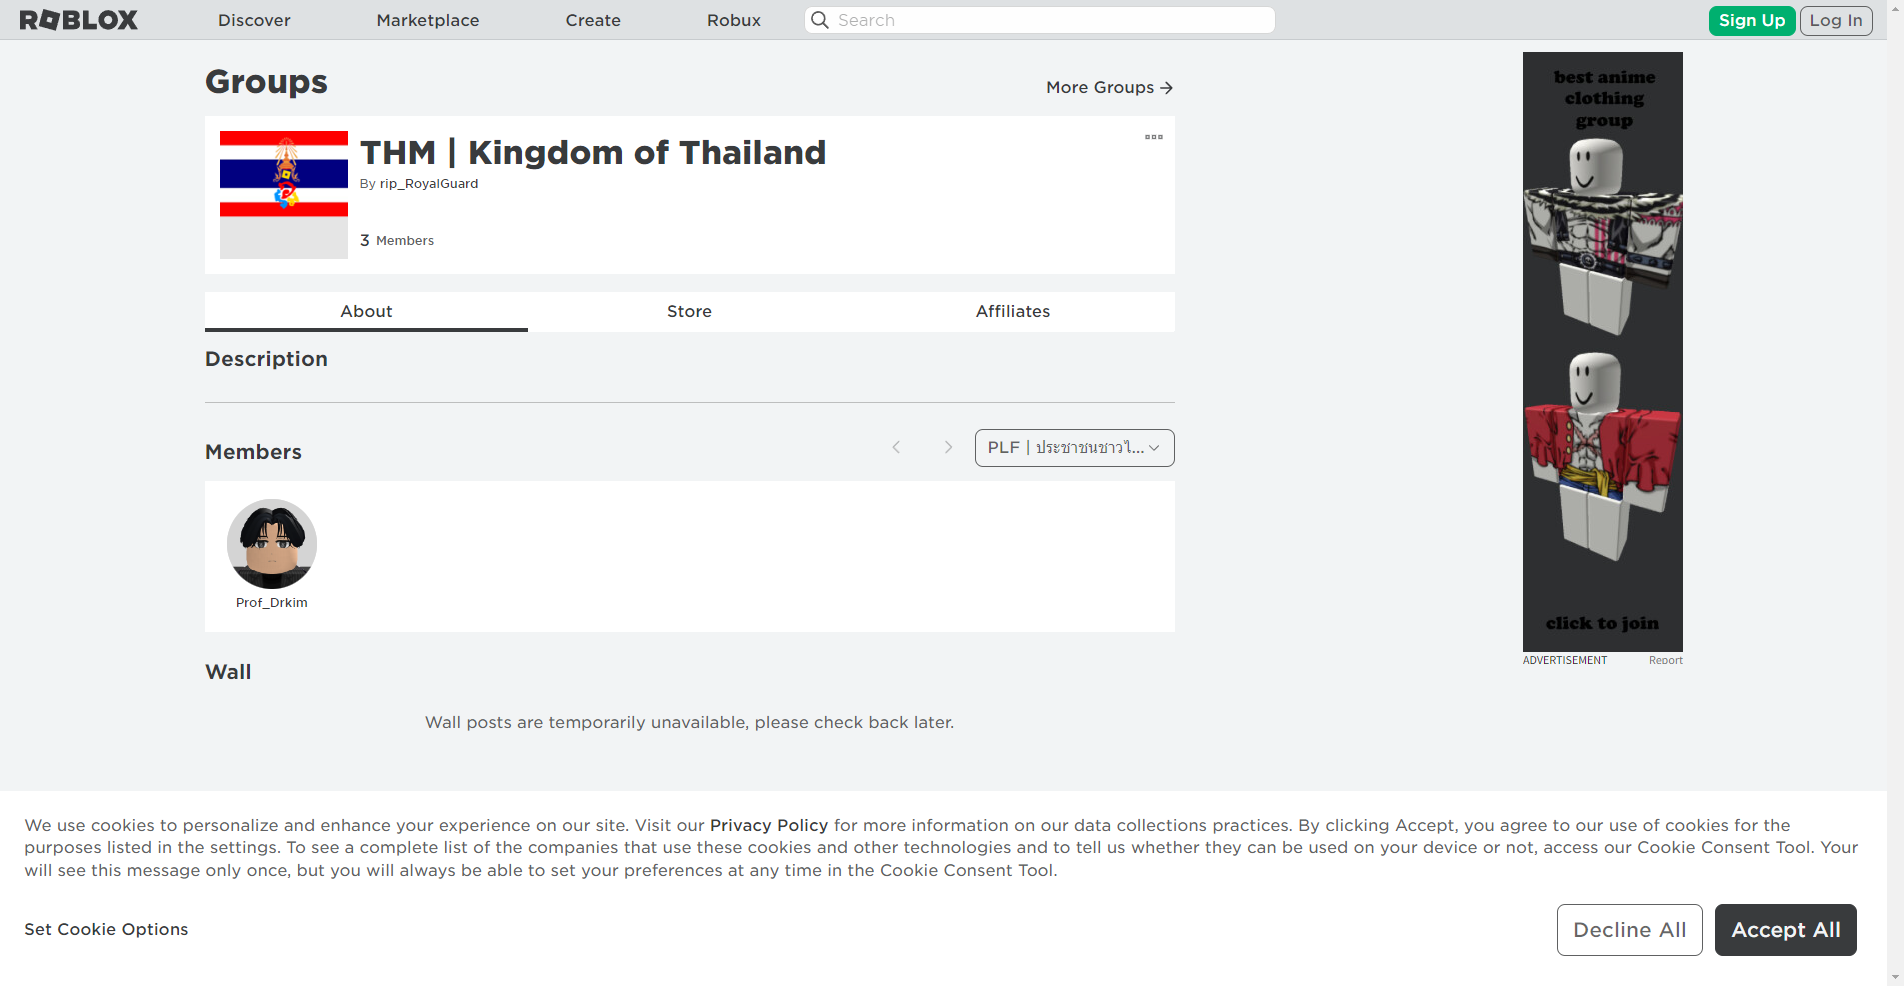 ROBLOX
Discover
Marketplace
Create
Robux
Search
Sign Up
Log In
Groups
More Groups
THM | Kingdom of Thailand
By rip_RoyalGuard
3 Members
About
Store
Affiliates
Description
Members
PLF | ประชาชนชาวไ...
Prof_Drkim
Wall
Wall posts are temporarily unavailable, please check back later.
best anime
clothing
group
click to join
ADVERTISEMENT
Report
We use cookies to personalize and enhance your experience on our site. Visit our Privacy Policy for more information on our data collections practices. By clicking Accept, you agree to our use of cookies for the
purposes listed in the settings. To see a complete list of the companies that use these cookies and other technologies and to tell us whether they can be used on your device or not, access our Cookie Consent Tool. Your
will see this message only once, but you will always be able to set your preferences at any time in the Cookie Consent Tool.
Set Cookie Options
Decline All
Accept All